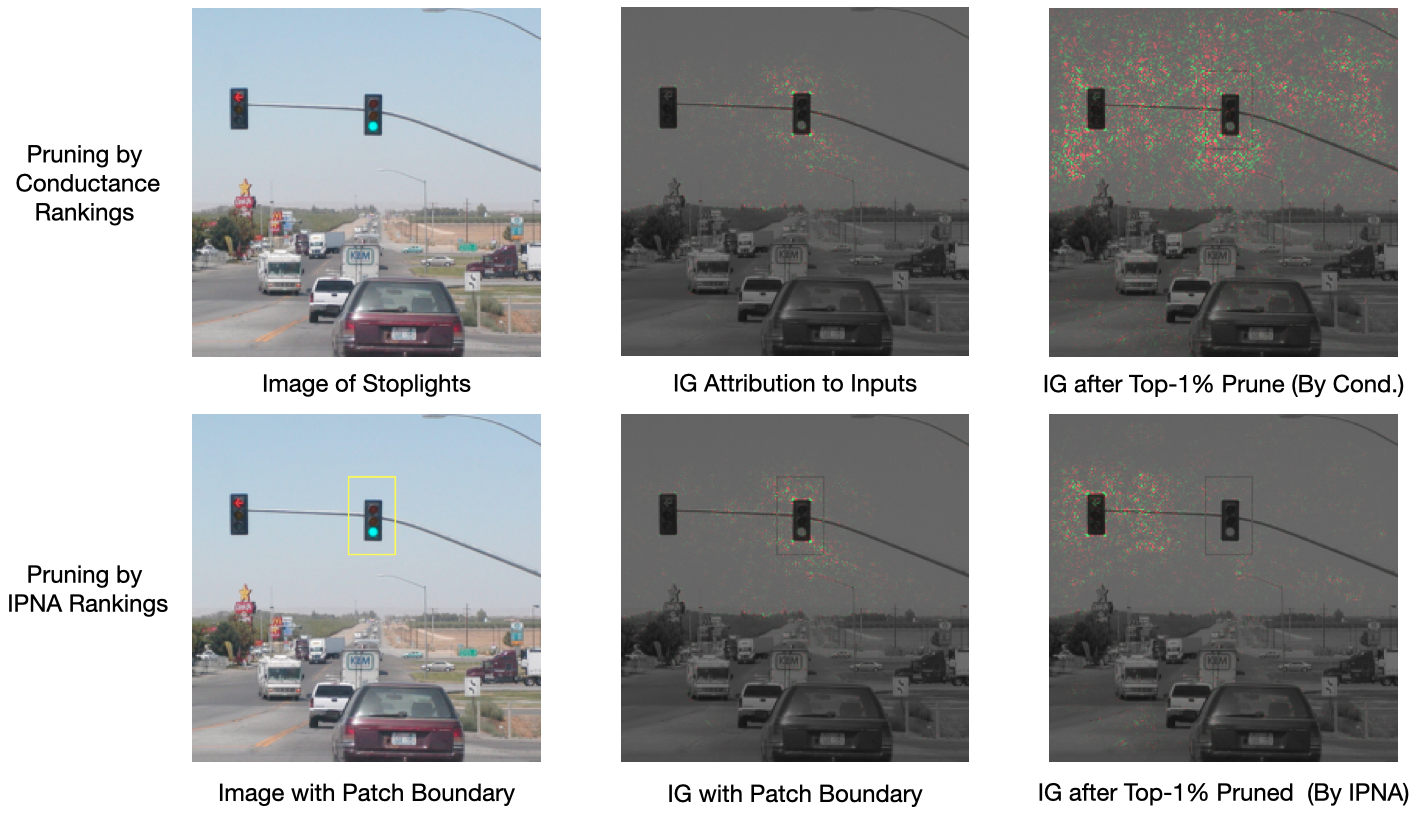 Pruning by
Conductance
Rankings
Image of Stoplights
IG Attribution to Inputs
IG after Top-1% Prune (By Cond.)
Pruning by
IPNA Rankings
Image with Patch Boundary
IG with Patch Boundary
IG after Top-1% Pruned (By IPNA)